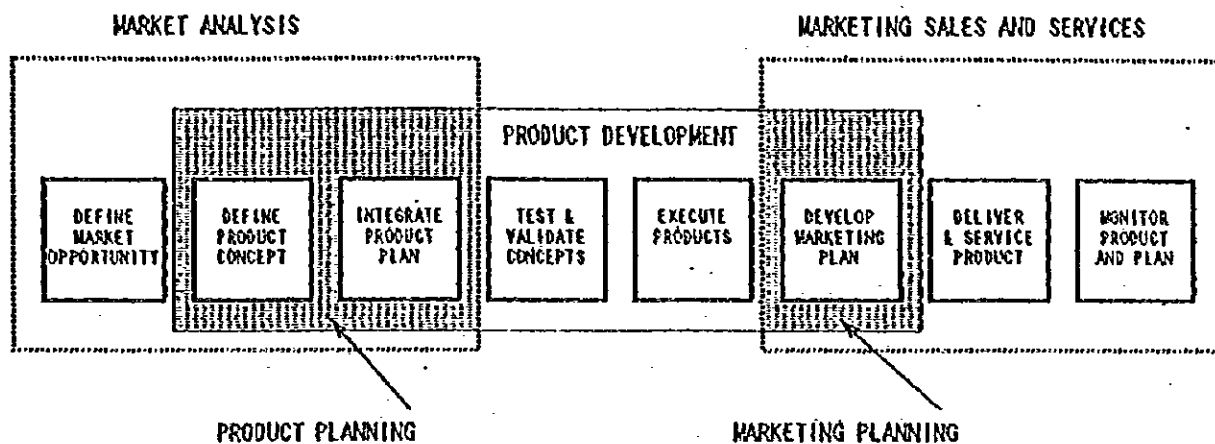 MARKET ANALYSIS
MARKETING SALES AND SERVICES
PRODUCT DEVELOPMENT
DEFINE
MARKET
OPPORTUNITY
DEFINE
PRODUCT
CONCEPT
INTEGRATE
PRODUCT
PLAN
TEST &
VALIDATE
CONCEPTS
EXECUTE
PRODUCTS
DEVELOP
MARKETING
PLAN
DELIVER
& SERVICE
PRODUCT
MONITOR
PRODUCT
AND PLAN
PRODUCT PLANNING
MARKETING PLANNING